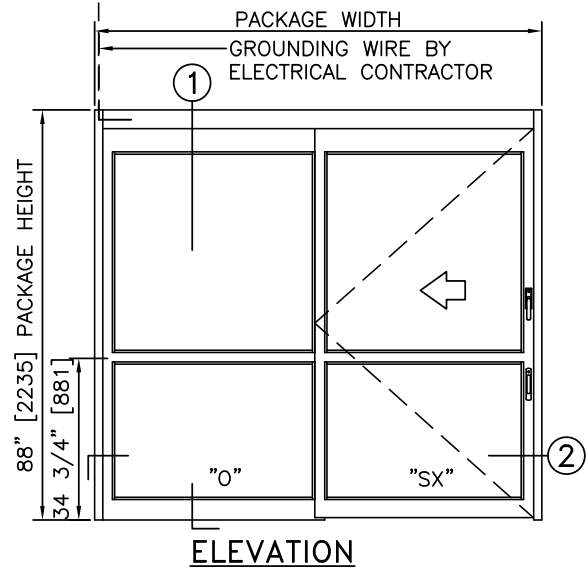 PACKAGE WIDTH
GROUNDING WIRE BY
ELECTRICAL CONTRACTOR
1
88" [2235] PACKAGE HEIGHT
34 3/4" [881]
"O"
"SX"
2
ELEVATION